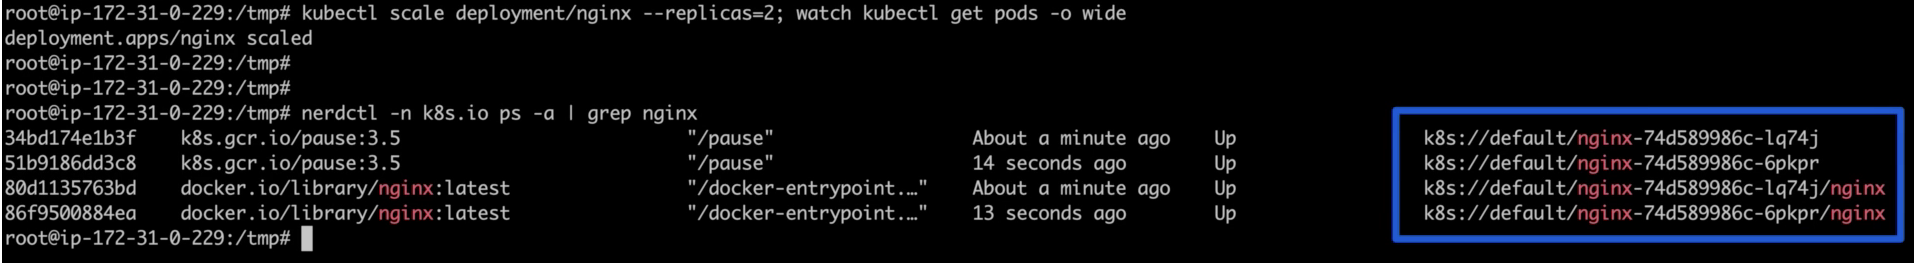 root@ip-172-31-0-229:/tmp# kubectl scale deployment/nginx --replicas=2; watch kubectl get pods -o wide
deployment.apps/nginx scaled
root@ip-172-31-0-229:/tmp#
root@ip-172-31-0-229:/tmp#
root@ip-172-31-0-229:/tmp# nerdctl -n k8s.io ps -a | grep nginx
34bd174e1b3f    k8s.gcr.io/pause:3.5    "/pause"    About a minute ago    Up    k8s://default/nginx-74d589986c-lq74j
51b9186dd3c8    k8s.gcr.io/pause:3.5    "/pause"    14 seconds ago    Up    k8s://default/nginx-74d589986c-6pkpr
80d1135763bd    docker.io/library/nginx:latest    "/docker-entrypoint.…"    About a minute ago    Up    k8s://default/nginx-74d589986c-lq74j/nginx
86f9500884ea    docker.io/library/nginx:latest    "/docker-entrypoint.…"    13 seconds ago    Up    k8s://default/nginx-74d589986c-6pkpr/nginx
root@ip-172-31-0-229:/tmp#